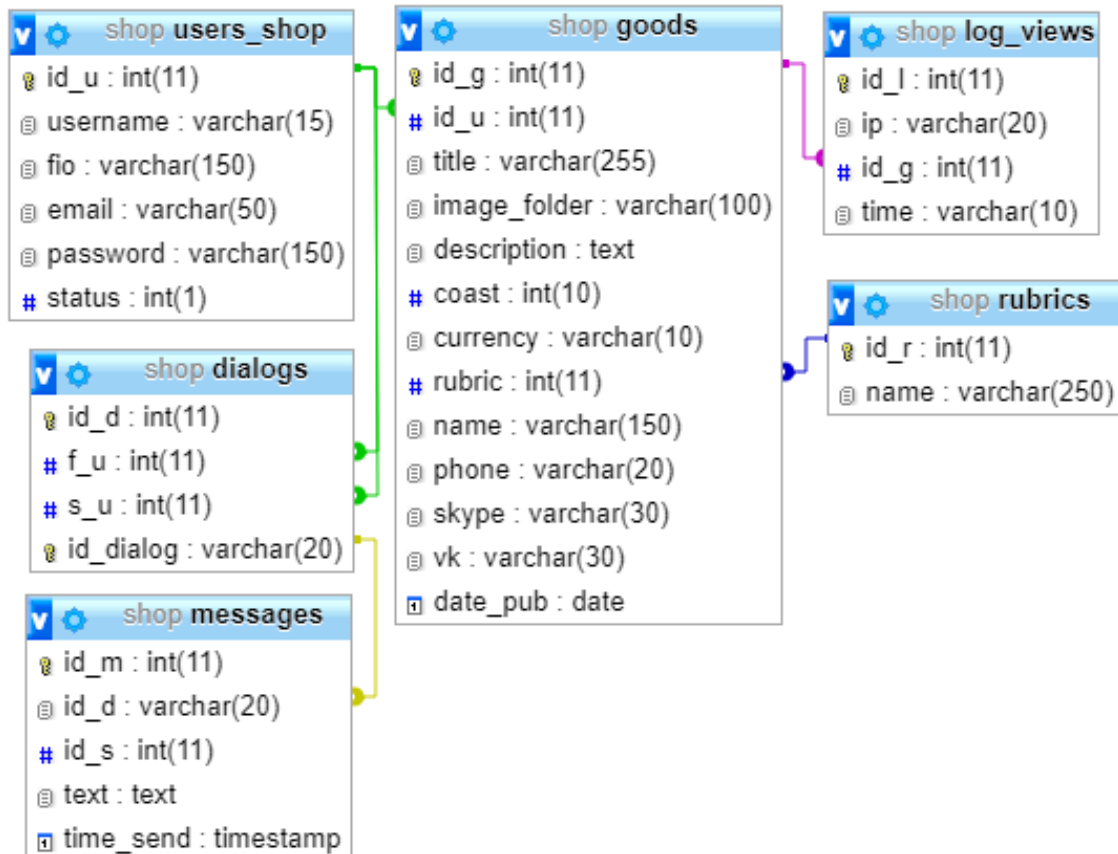 shop users_shop
id_u : int(11)
username : varchar(15)
fio : varchar(150)
email : varchar(50)
password : varchar(150)
status : int(1)
shop dialogs
id_d : int(11)
f_u : int(11)
s_u : int(11)
id_dialog : varchar(20)
shop messages
id_m : int(11)
id_d : varchar(20)
id_s : int(11)
text : text
time_send : timestamp
shop goods
id_g : int(11)
id_u : int(11)
title : varchar(255)
image_folder : varchar(100)
description : text
coast : int(10)
currency : varchar(10)
rubric : int(11)
name : varchar(150)
phone : varchar(20)
skype : varchar(30)
vk : varchar(30)
date_pub : date
shop log_views
id_l : int(11)
ip : varchar(20)
id_g : int(11)
time : varchar(10)
shop rubrics
id_r : int(11)
name : varchar(250)